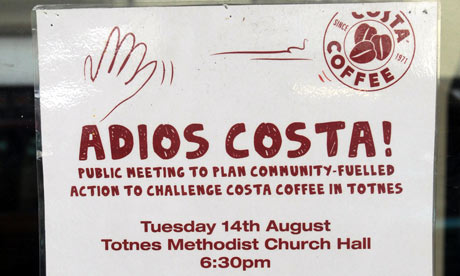 COSTA
SINCE
1971
COFFEE
ADIOS COSTA!
PUBLIC MEETING TO PLAN COMMUNITY-FUELLED
ACTION TO CHALLENGE COSTA COFFEE IN TOTNES
Tuesday 14th August
Totnes Methodist Church Hall
6:30pm